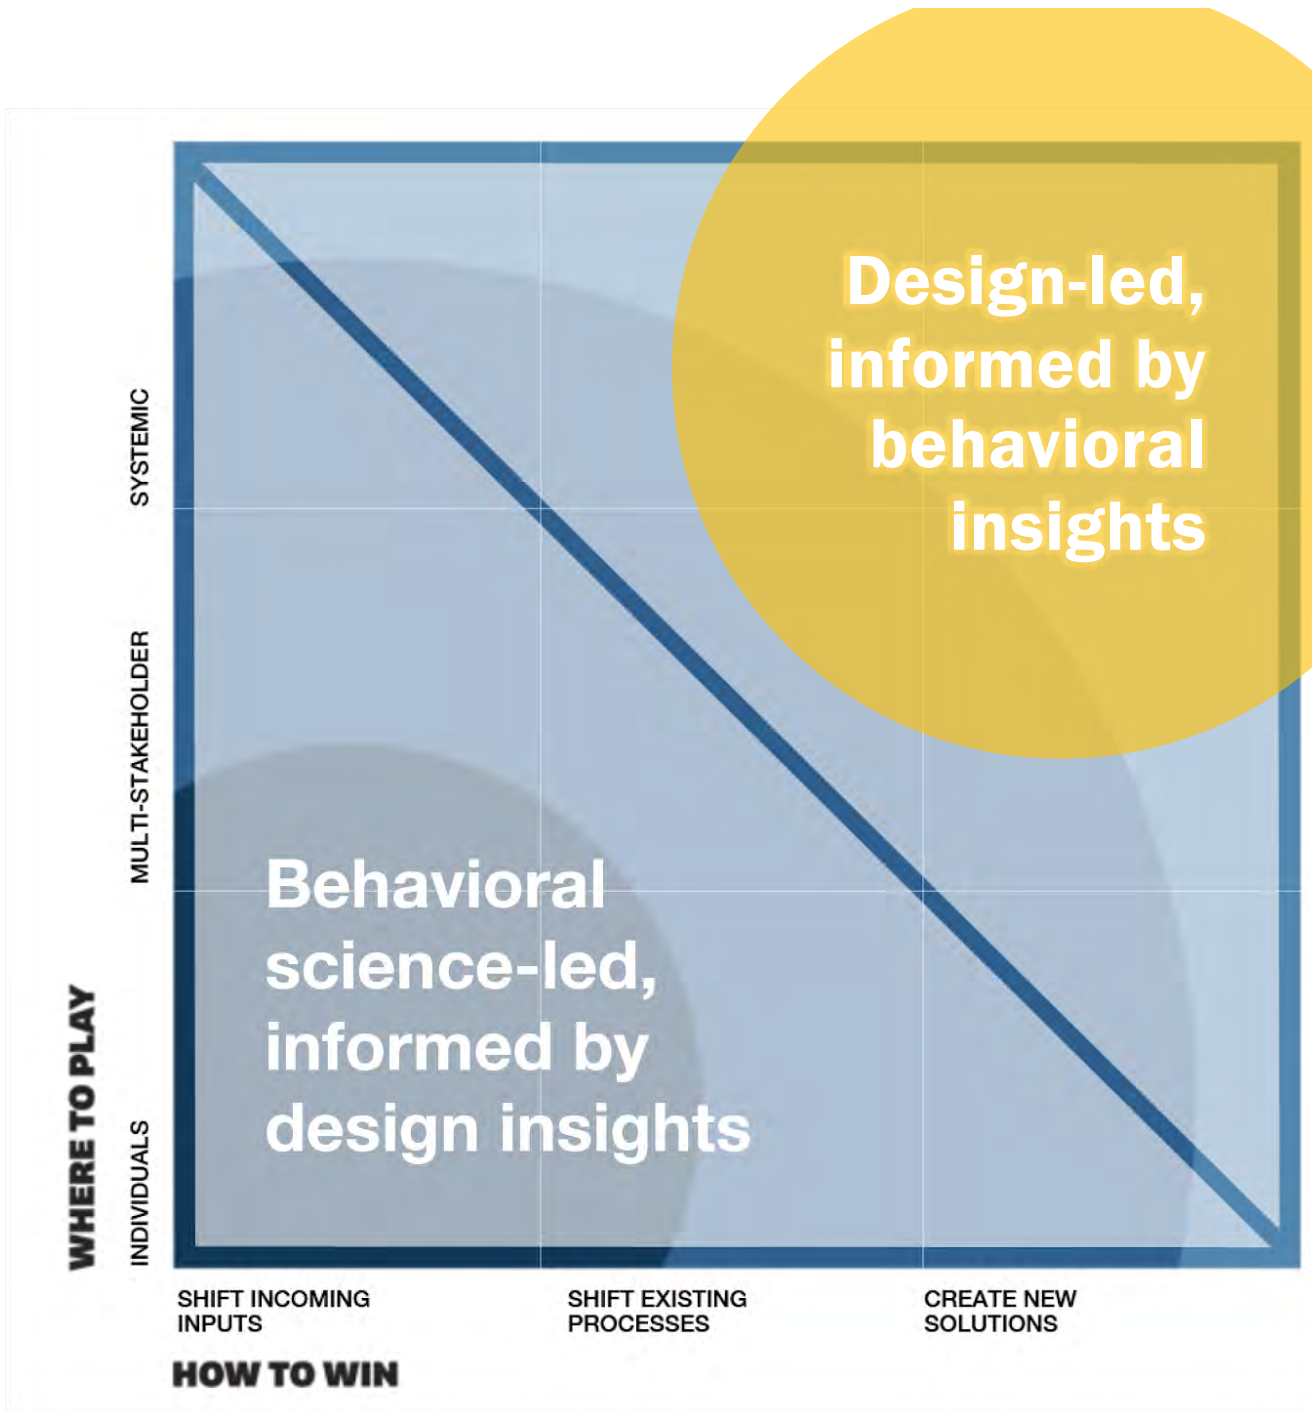 Design-led,
informed by
behavioral
insights
SYSTEMIC
MULTI-STAKEHOLDER
INDIVIDUALS
WHERE TO PLAY
Behavioral
science-led,
informed by
design insights
SHIFT INCOMING
INPUTS
SHIFT EXISTING
PROCESSES
CREATE NEW
SOLUTIONS
HOW TO WIN